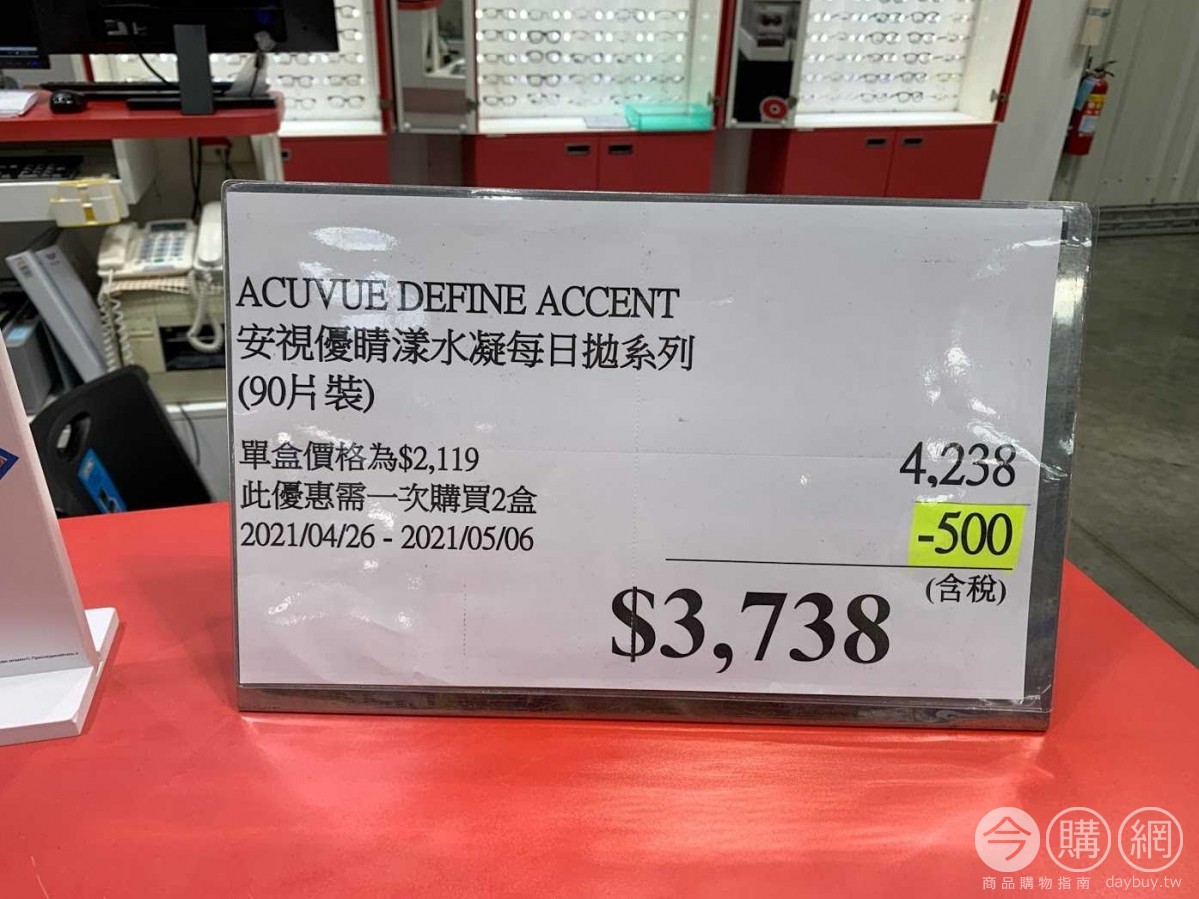 ACUVUE DEFINE ACCENT
安視優睛漾水凝每日拋系列
(90片裝)
單盒價格為$2,119
4,238
此優惠需一次購買2盒
-500
2021/04/26 - 2021/05/06
(含稅)
$3,738
今購網
商品購物指南 daybuy.tw